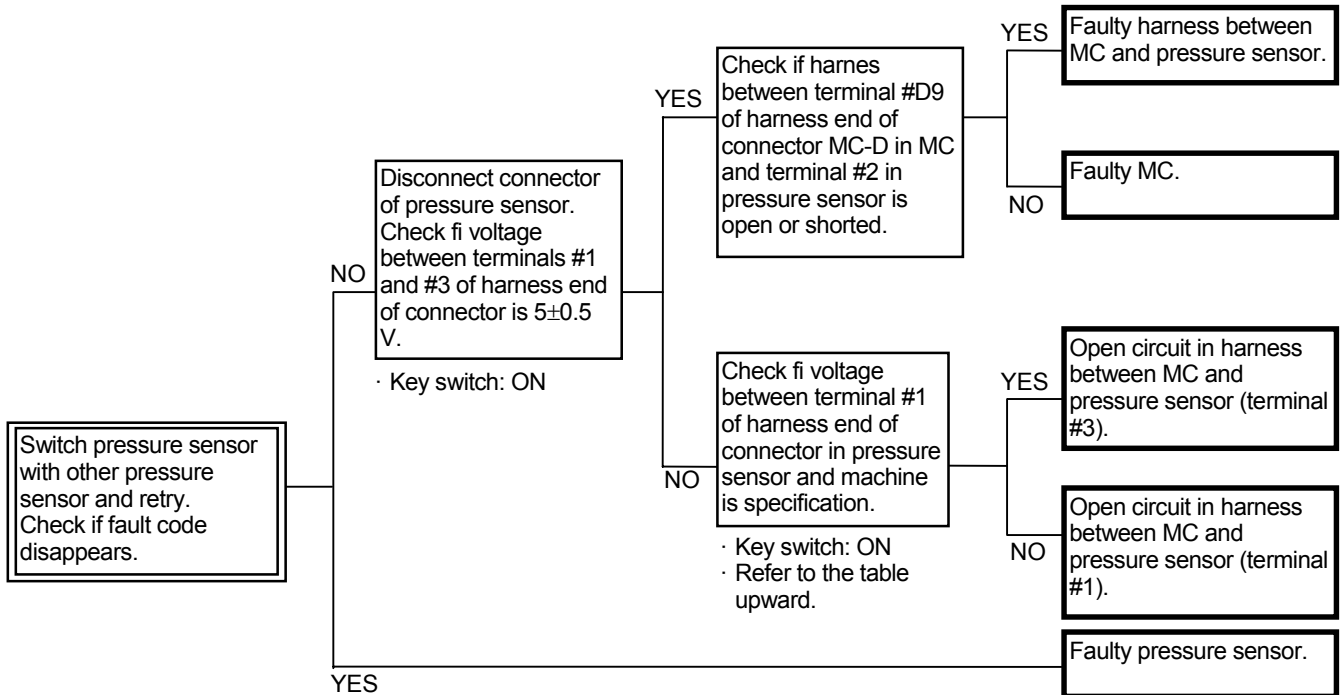 Switch pressure sensor
with other pressure
sensor and retry.
Check if fault code
disappears.
NO
YES
Disconnect connector
of pressure sensor.
Check fi voltage
between terminals #1
and #3 of harness end
of connector is 5±0.5
V.
· Key switch: ON
YES
NO
Check if harnes
between terminal #D9
of harness end of
connector MC-D in MC
and terminal #2 in
pressure sensor is
open or shorted.
YES
NO
Check fi voltage
between terminal #1
of harness end of
connector in pressure
sensor and machine
is specification.
· Key switch: ON
· Refer to the table
upward.
YES
NO
Faulty harness between
MC and pressure sensor.
Faulty MC.
Open circuit in harness
between MC and
pressure sensor (terminal
#3).
Open circuit in harness
between MC and
pressure sensor (terminal
#1).
Faulty pressure sensor.